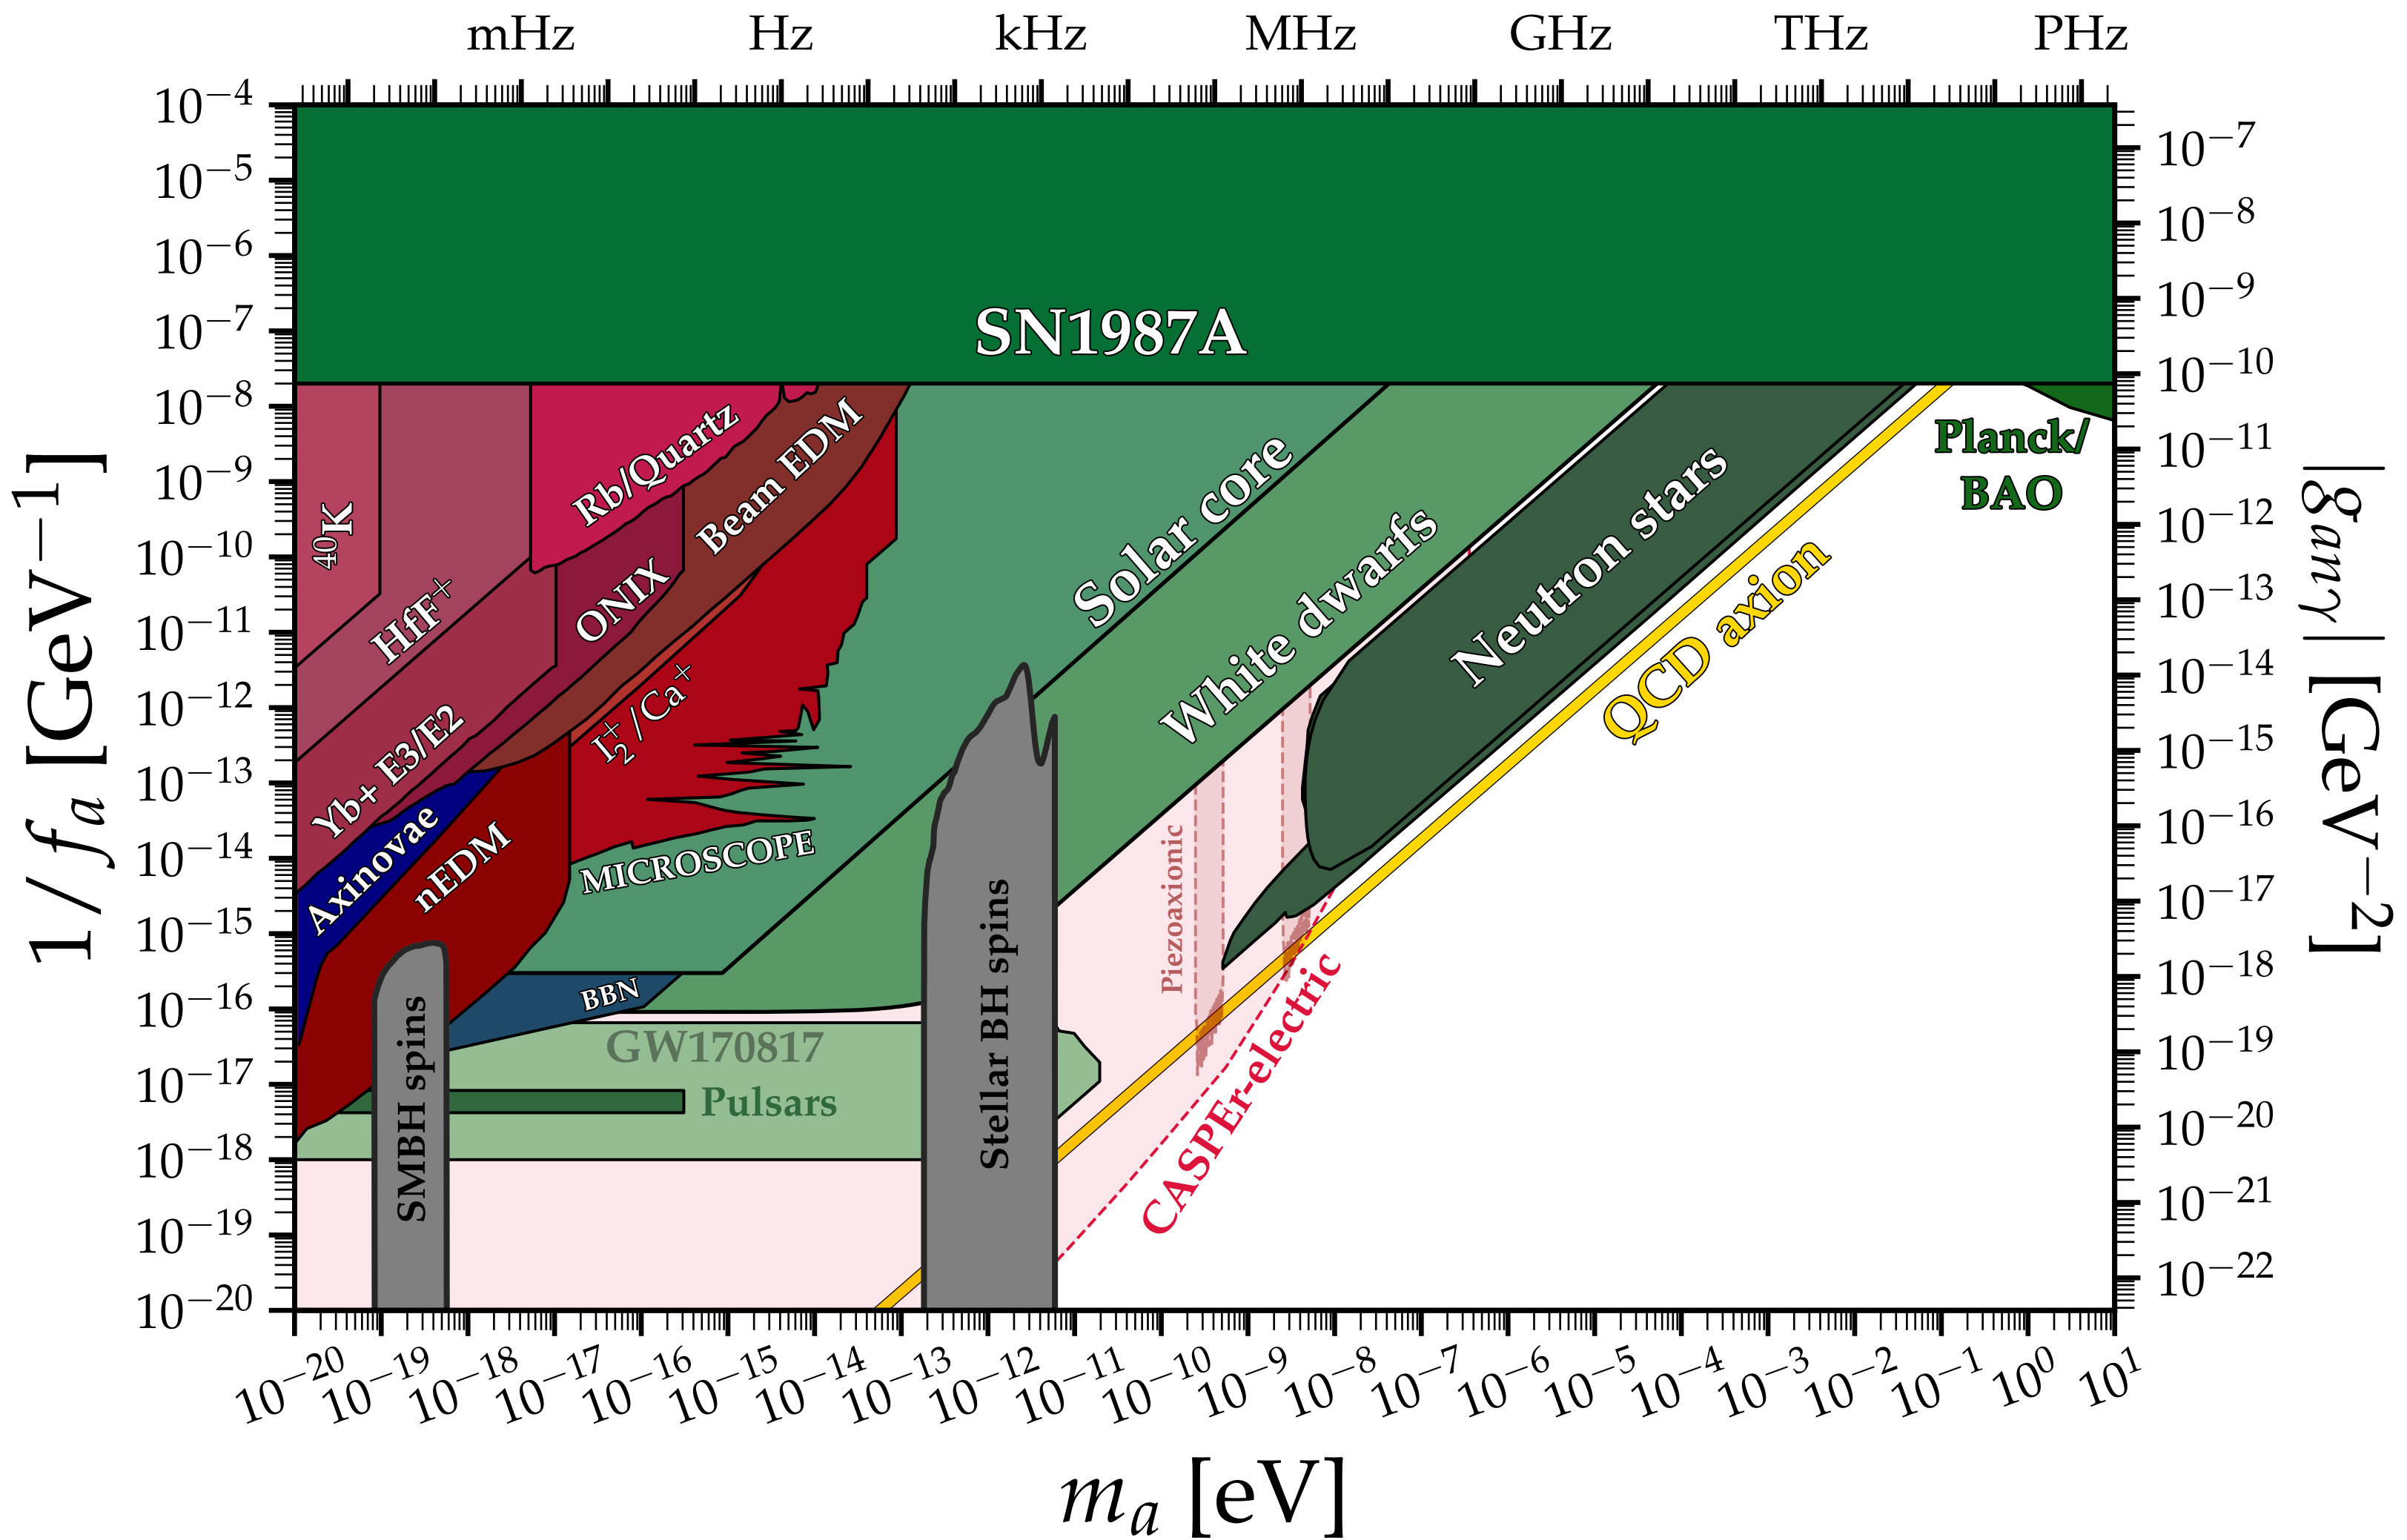 mHz Hz kHz MHz GHz THz PHz
10⁻⁴
10⁻⁵
10⁻⁶
10⁻⁷
10⁻⁸
10⁻⁹
10⁻¹⁰
10⁻¹¹
10⁻¹²
10⁻¹³
10⁻¹⁴
10⁻¹⁵
10⁻¹⁶
10⁻¹⁷
10⁻¹⁸
10⁻¹⁹
10⁻²⁰
1/fₐ [GeV⁻¹]
SN1987A
⁴⁰K
HfF⁺
Rb/Quartz
Yb+ E3/E2
ONIX
Beam EDM
I₂⁺/Ca⁺
Axinovae
nEDM
MICROSCOPE
BBN
GW170817
Pulsars
SMBH spins
Stellar BH spins
Solar core
White dwarfs
Neutron stars
QCD axion
Planck/
BAO
Piezoaxionic
CASPEr-electric
10⁻⁷
10⁻⁸
10⁻⁹
10⁻¹⁰
10⁻¹¹
10⁻¹²
10⁻¹³
10⁻¹⁴
10⁻¹⁵
10⁻¹⁶
10⁻¹⁷
10⁻¹⁸
10⁻¹⁹
10⁻²⁰
10⁻²¹
10⁻²²
|gₐₙᵧ| [GeV⁻²]
10⁻²⁰ 10⁻¹⁹ 10⁻¹⁸ 10⁻¹⁷ 10⁻¹⁶ 10⁻¹⁵ 10⁻¹⁴ 10⁻¹³ 10⁻¹² 10⁻¹¹ 10⁻¹⁰ 10⁻⁹ 10⁻⁸ 10⁻⁷ 10⁻⁶ 10⁻⁵ 10⁻⁴ 10⁻³ 10⁻² 10⁻¹ 10⁰ 10¹
mₐ [eV]